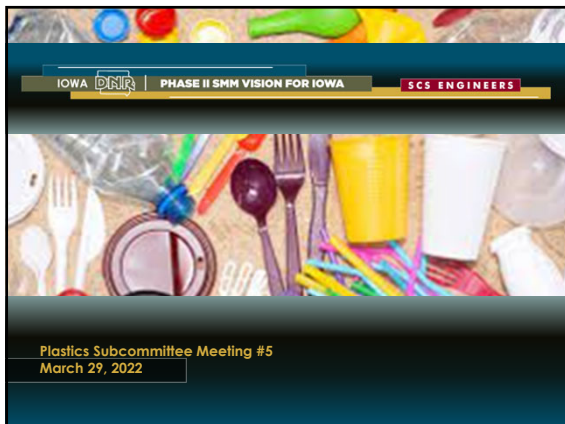 IOWA DNR | PHASE II SMM VISION FOR IOWA SCS ENGINEERS
Plastics Subcommittee Meeting #5
March 29, 2022